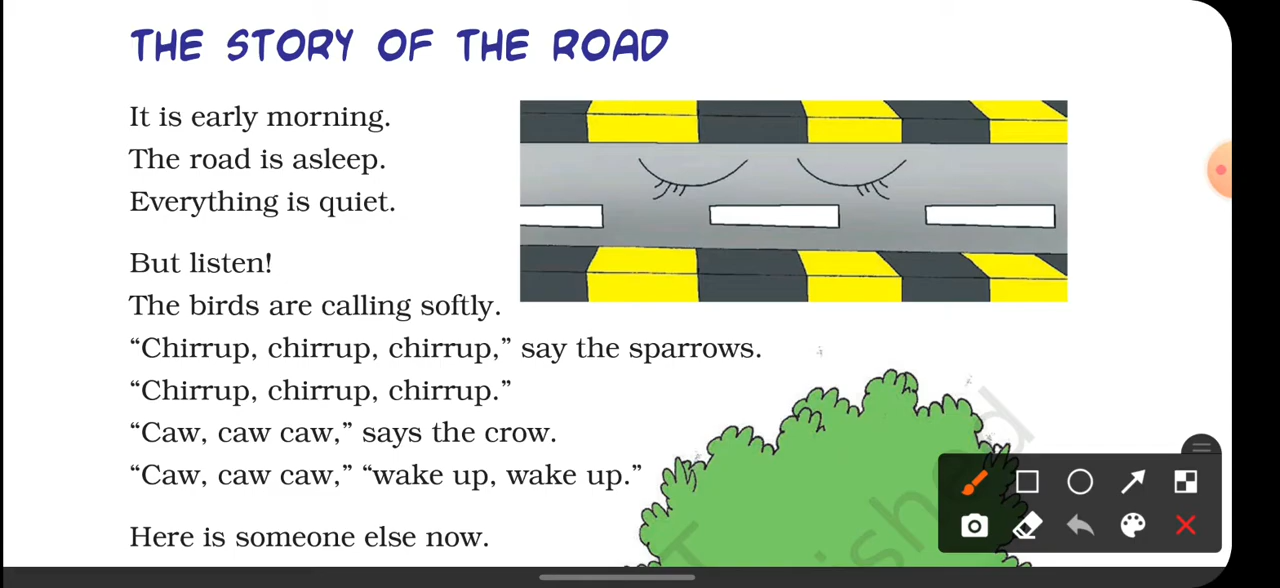 THE STORY OF THE ROAD
It is early morning.
The road is asleep.
Everything is quiet.
But listen!
The birds are calling softly.
“Chirrup, chirrup, chirrup,” say the sparrows.
“Chirrup, chirrup, chirrup.”
“Caw, caw caw,” says the crow.
“Caw, caw caw,” “wake up, wake up.”
Here is someone else now.